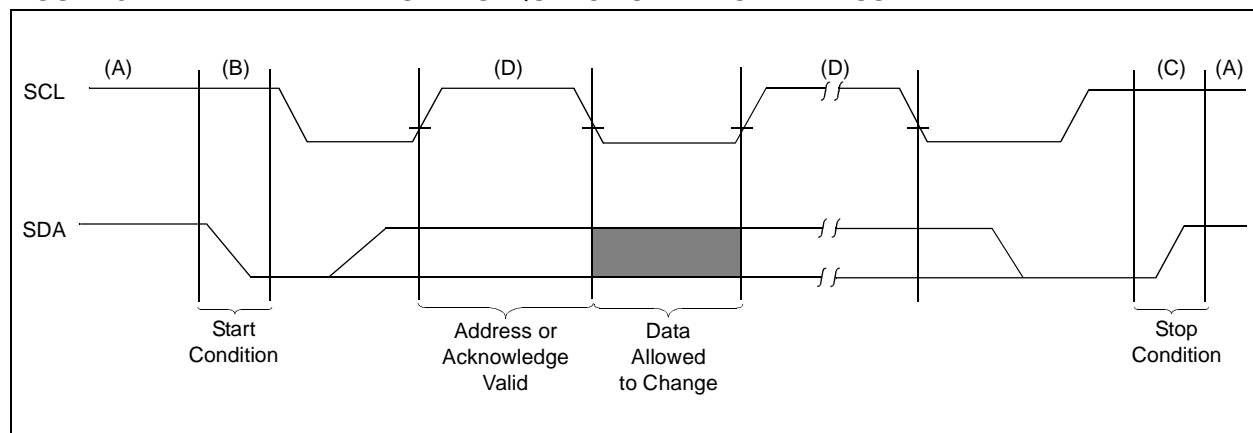 (A) (B) (D) (D) (C) (A)
SCL
SDA
Start
Condition
Address or
Acknowledge
Valid
Data
Allowed
to Change
Stop
Condition